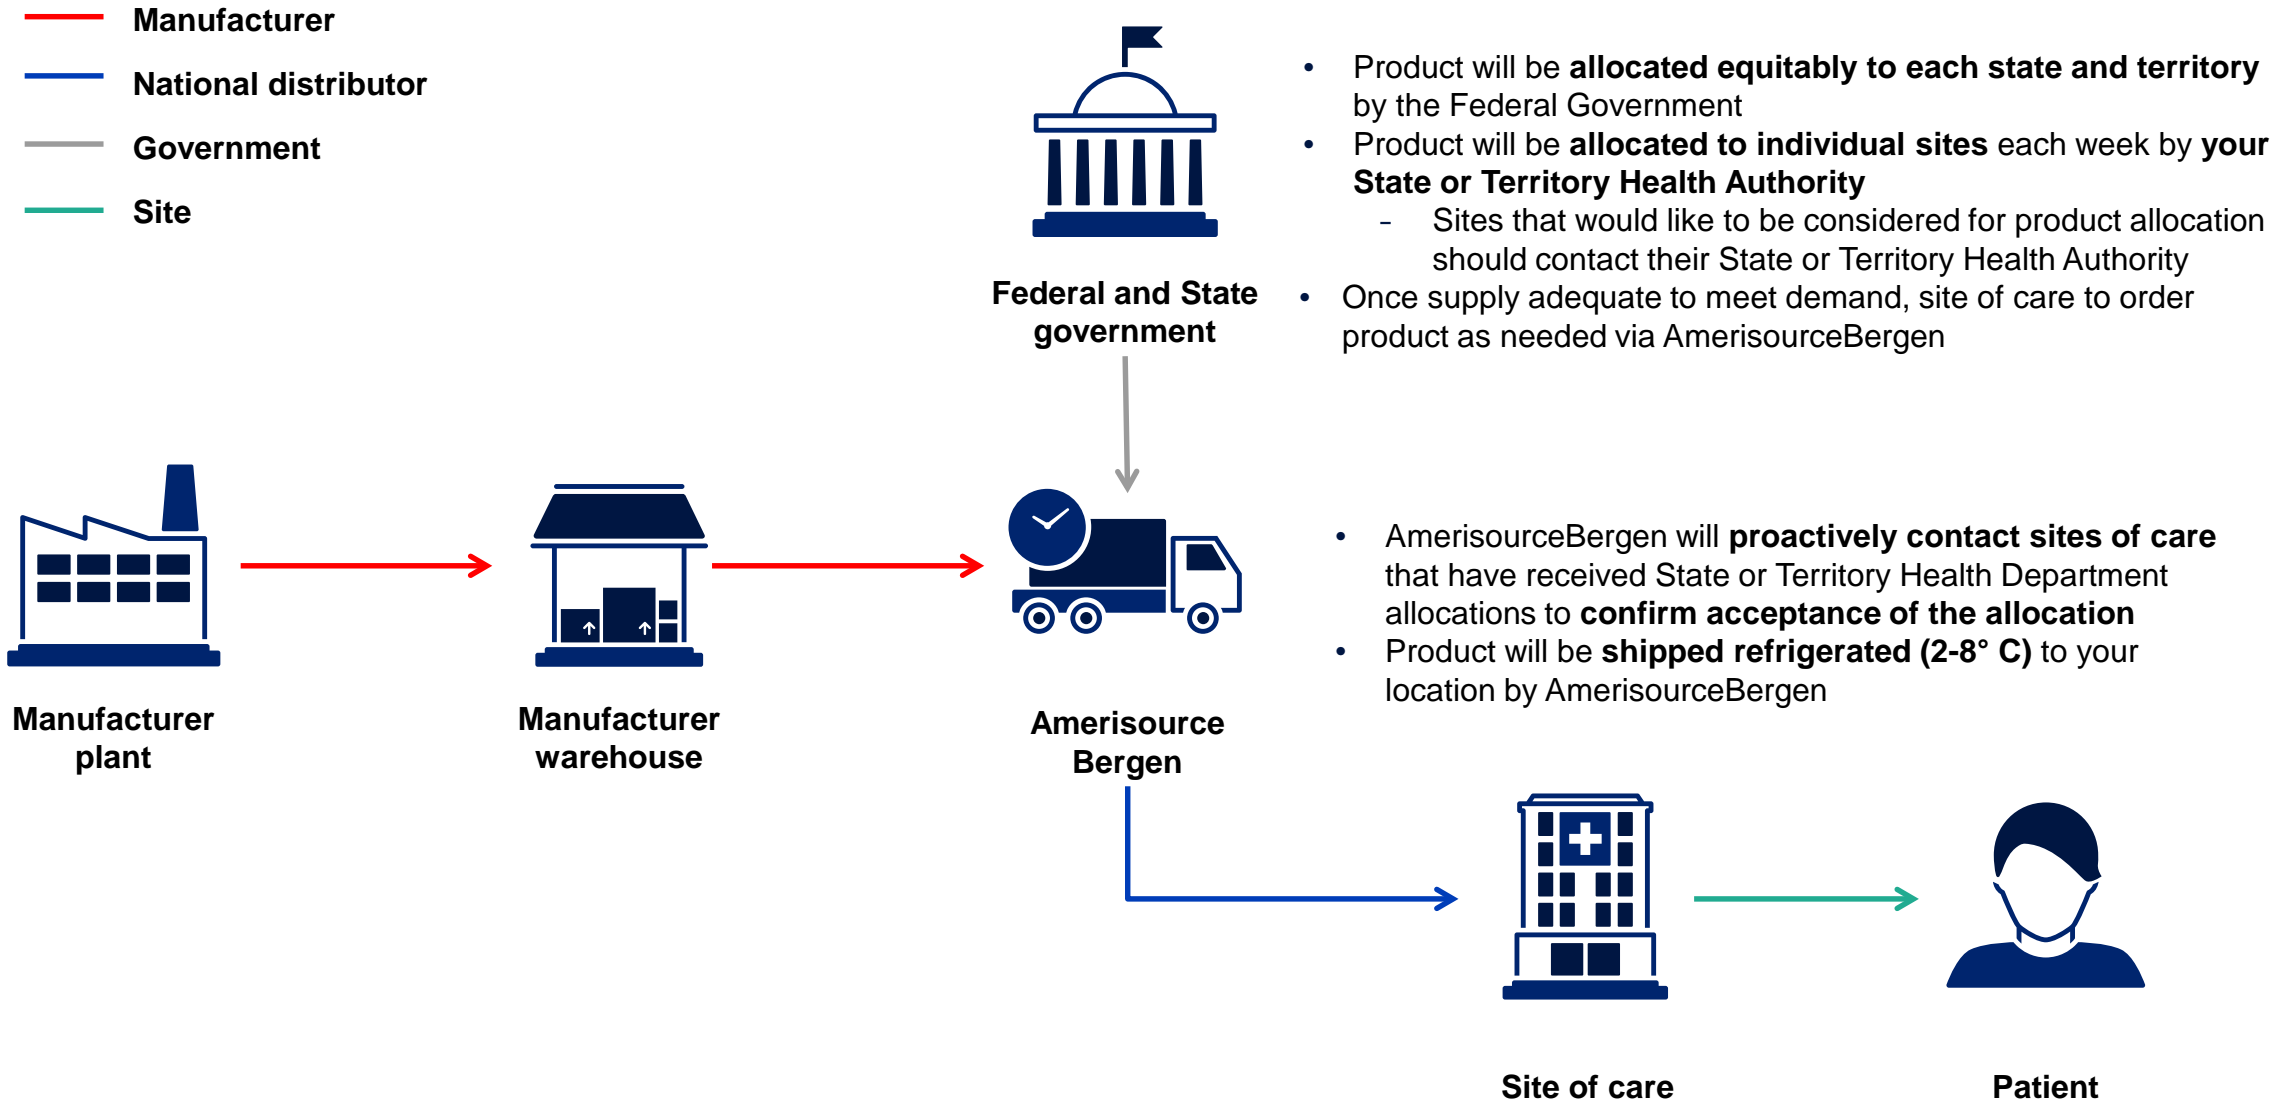 Manufacturer
National distributor
Government
Site
Federal and State
government
• Product will be allocated equitably to each state and territory
by the Federal Government
• Product will be allocated to individual sites each week by your
State or Territory Health Authority
- Sites that would like to be considered for product allocation
should contact their State or Territory Health Authority
• Once supply adequate to meet demand, site of care to order
product as needed via AmerisourceBergen
Manufacturer
plant
Manufacturer
warehouse
Amerisource
Bergen
• AmerisourceBergen will proactively contact sites of care
that have received State or Territory Health Department
allocations to confirm acceptance of the allocation
• Product will be shipped refrigerated (2-8° C) to your
location by AmerisourceBergen
Site of care
Patient